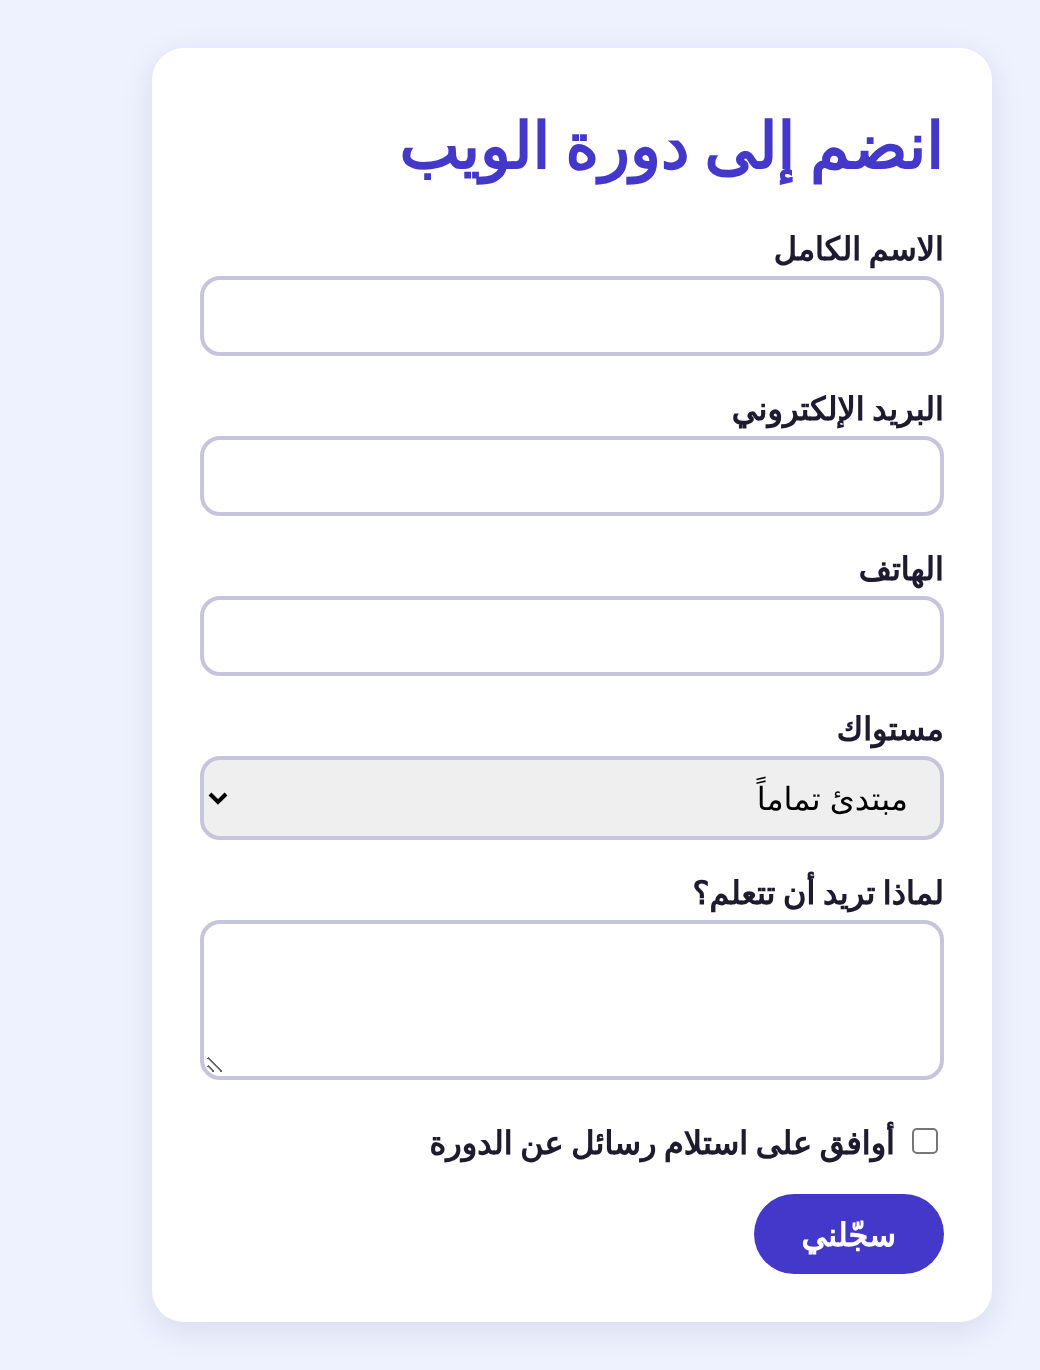 انضم إلى دورة الويب
الاسم الكامل
البريد الإلكتروني
الهاتف
مستواك
مبتدئ تماماً
لماذا تريد أن تتعلم؟
أوافق على استلام رسائل عن الدورة
سجّلني